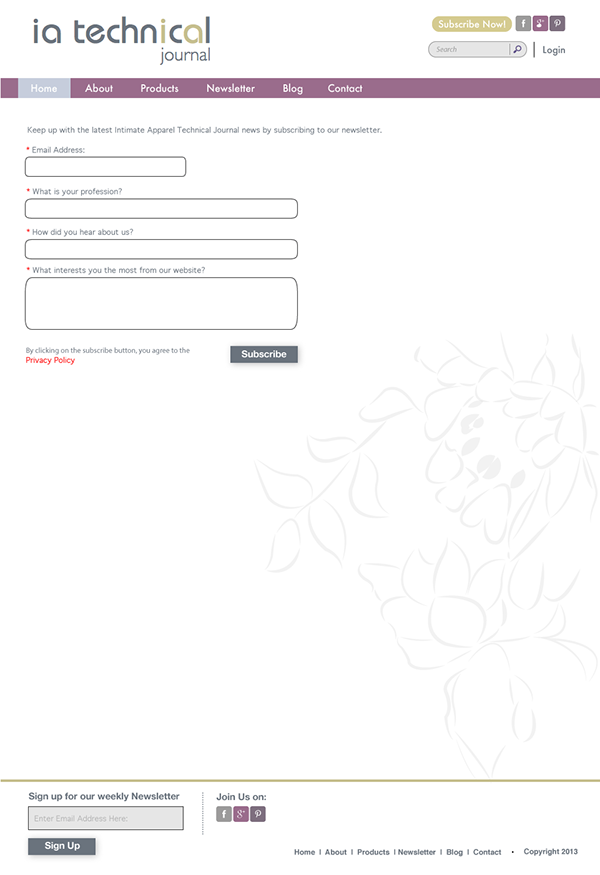 ia technical
journal
Subscribe Now!
f g+ p
Search
Login
Home About Products Newsletter Blog Contact
Keep up with the latest Intimate Apparel Technical Journal news by subscribing to our newsletter.
* Email Address:
* What is your profession?
* How did you hear about us?
* What interests you the most from our website?
By clicking on the subscribe button, you agree to the
Privacy Policy
Subscribe
Sign up for our weekly Newsletter
Enter Email Address Here:
Sign Up
Join Us on:
f g+ p
Home | About | Products | Newsletter | Blog | Contact • Copyright 2013